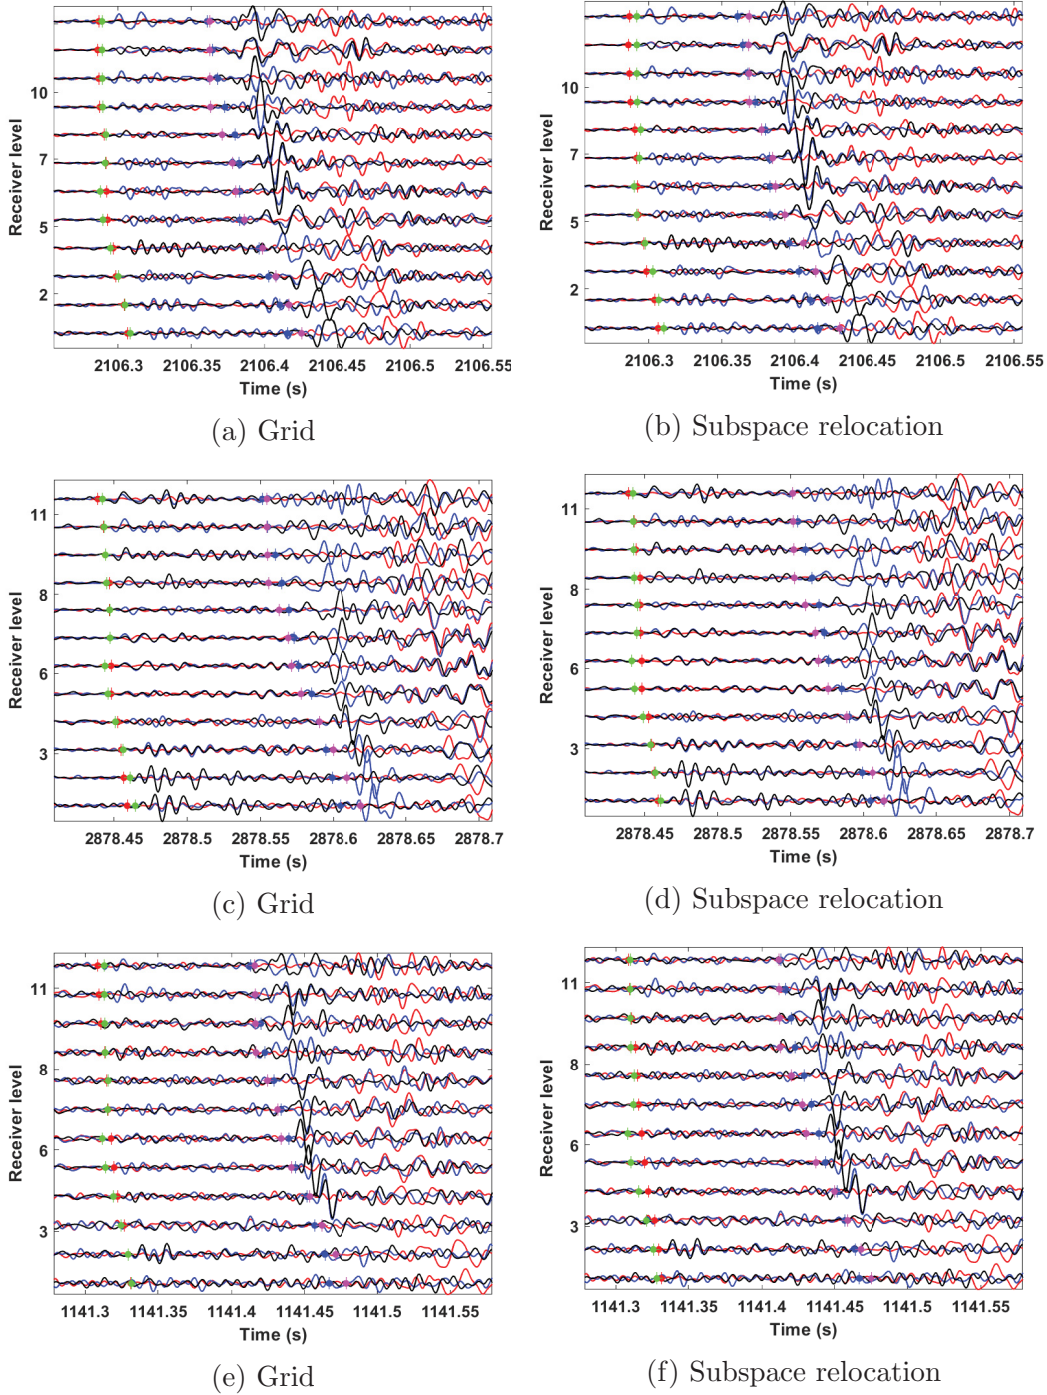 Receiver level
10
7
5
2
2106.3 2106.35 2106.4 2106.45 2106.5 2106.55
Time (s)
(a) Grid
Receiver level
10
7
5
2
2106.3 2106.35 2106.4 2106.45 2106.5 2106.55
Time (s)
(b) Subspace relocation
Receiver level
11
8
6
3
2878.45 2878.5 2878.55 2878.6 2878.65 2878.7
Time (s)
(c) Grid
Receiver level
11
8
6
3
2878.45 2878.5 2878.55 2878.6 2878.65 2878.7
Time (s)
(d) Subspace relocation
Receiver level
11
8
6
3
1141.3 1141.35 1141.4 1141.45 1141.5 1141.55
Time (s)
(e) Grid
Receiver level
11
8
6
3
1141.3 1141.35 1141.4 1141.45 1141.5 1141.55
Time (s)
(f) Subspace relocation